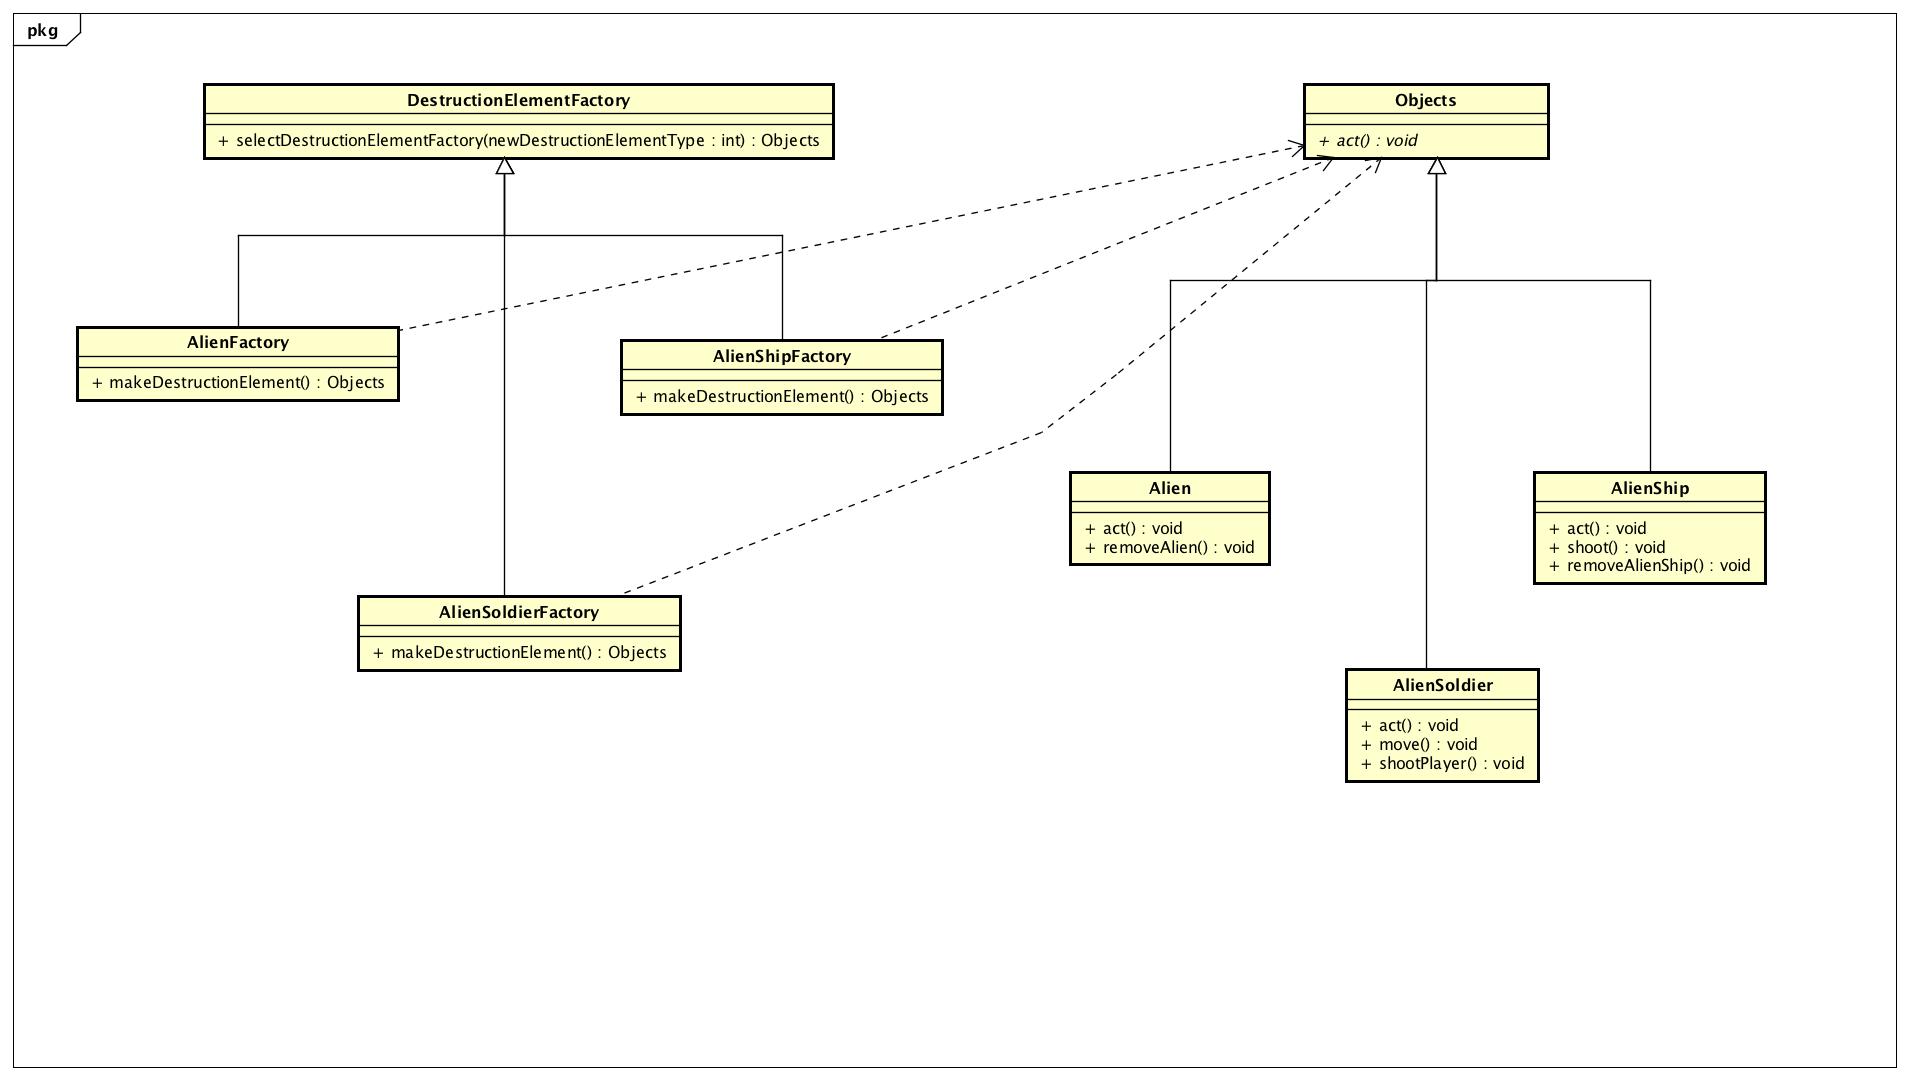 pkg
DestructionElementFactory
+ selectDestructionElementFactory(newDestructionElementType : int) : Objects
Objects
+ act() : void
AlienFactory
+ makeDestructionElement() : Objects
AlienShipFactory
+ makeDestructionElement() : Objects
Alien
+ act() : void
+ removeAlien() : void
AlienShip
+ act() : void
+ shoot() : void
+ removeAlienShip() : void
AlienSoldierFactory
+ makeDestructionElement() : Objects
AlienSoldier
+ act() : void
+ move() : void
+ shootPlayer() : void